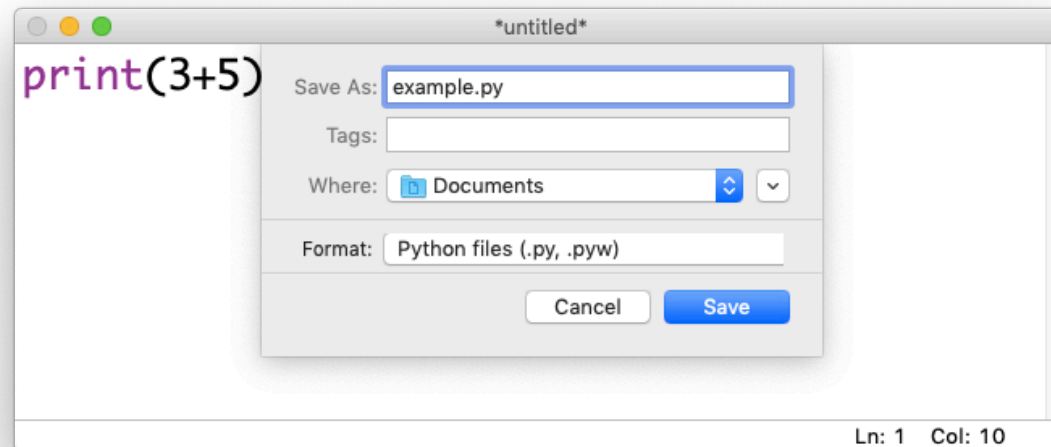 *untitled*
print(3+5)
Save As: example.py
Tags:
Where: Documents
Format: Python files (.py, .pyw)
Cancel Save
Ln: 1 Col: 10